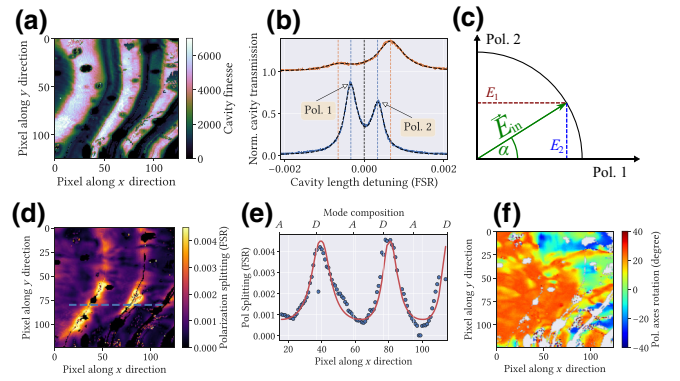 (a)
0
50
100
0
50
100
Pixel along y direction
Pixel along x direction
6000
4000
2000
0
Cavity finesse
(b)
1.0
0.5
0.0
−0.002
0.000
0.002
Norm. cavity transmission
Cavity length detuning (FSR)
Pol. 1
Pol. 2
(c)
Pol. 2
E1
E⃗in
α
E2
Pol. 1
(d)
0
25
50
75
100
0
50
100
Pixel along y direction
Pixel along x direction
0.004
0.003
0.002
0.001
0.000
Polarization splitting (FSR)
(e)
Mode composition
A D A A D
0.004
0.003
0.002
0.001
0.000
20
40
60
80
100
Pol Splitting (FSR)
Pixel along x direction
(f)
0
25
50
75
100
0
50
100
Pixel along y direction
Pixel along x direction
40
20
0
−20
−40
Pol. axes rotation (degree)